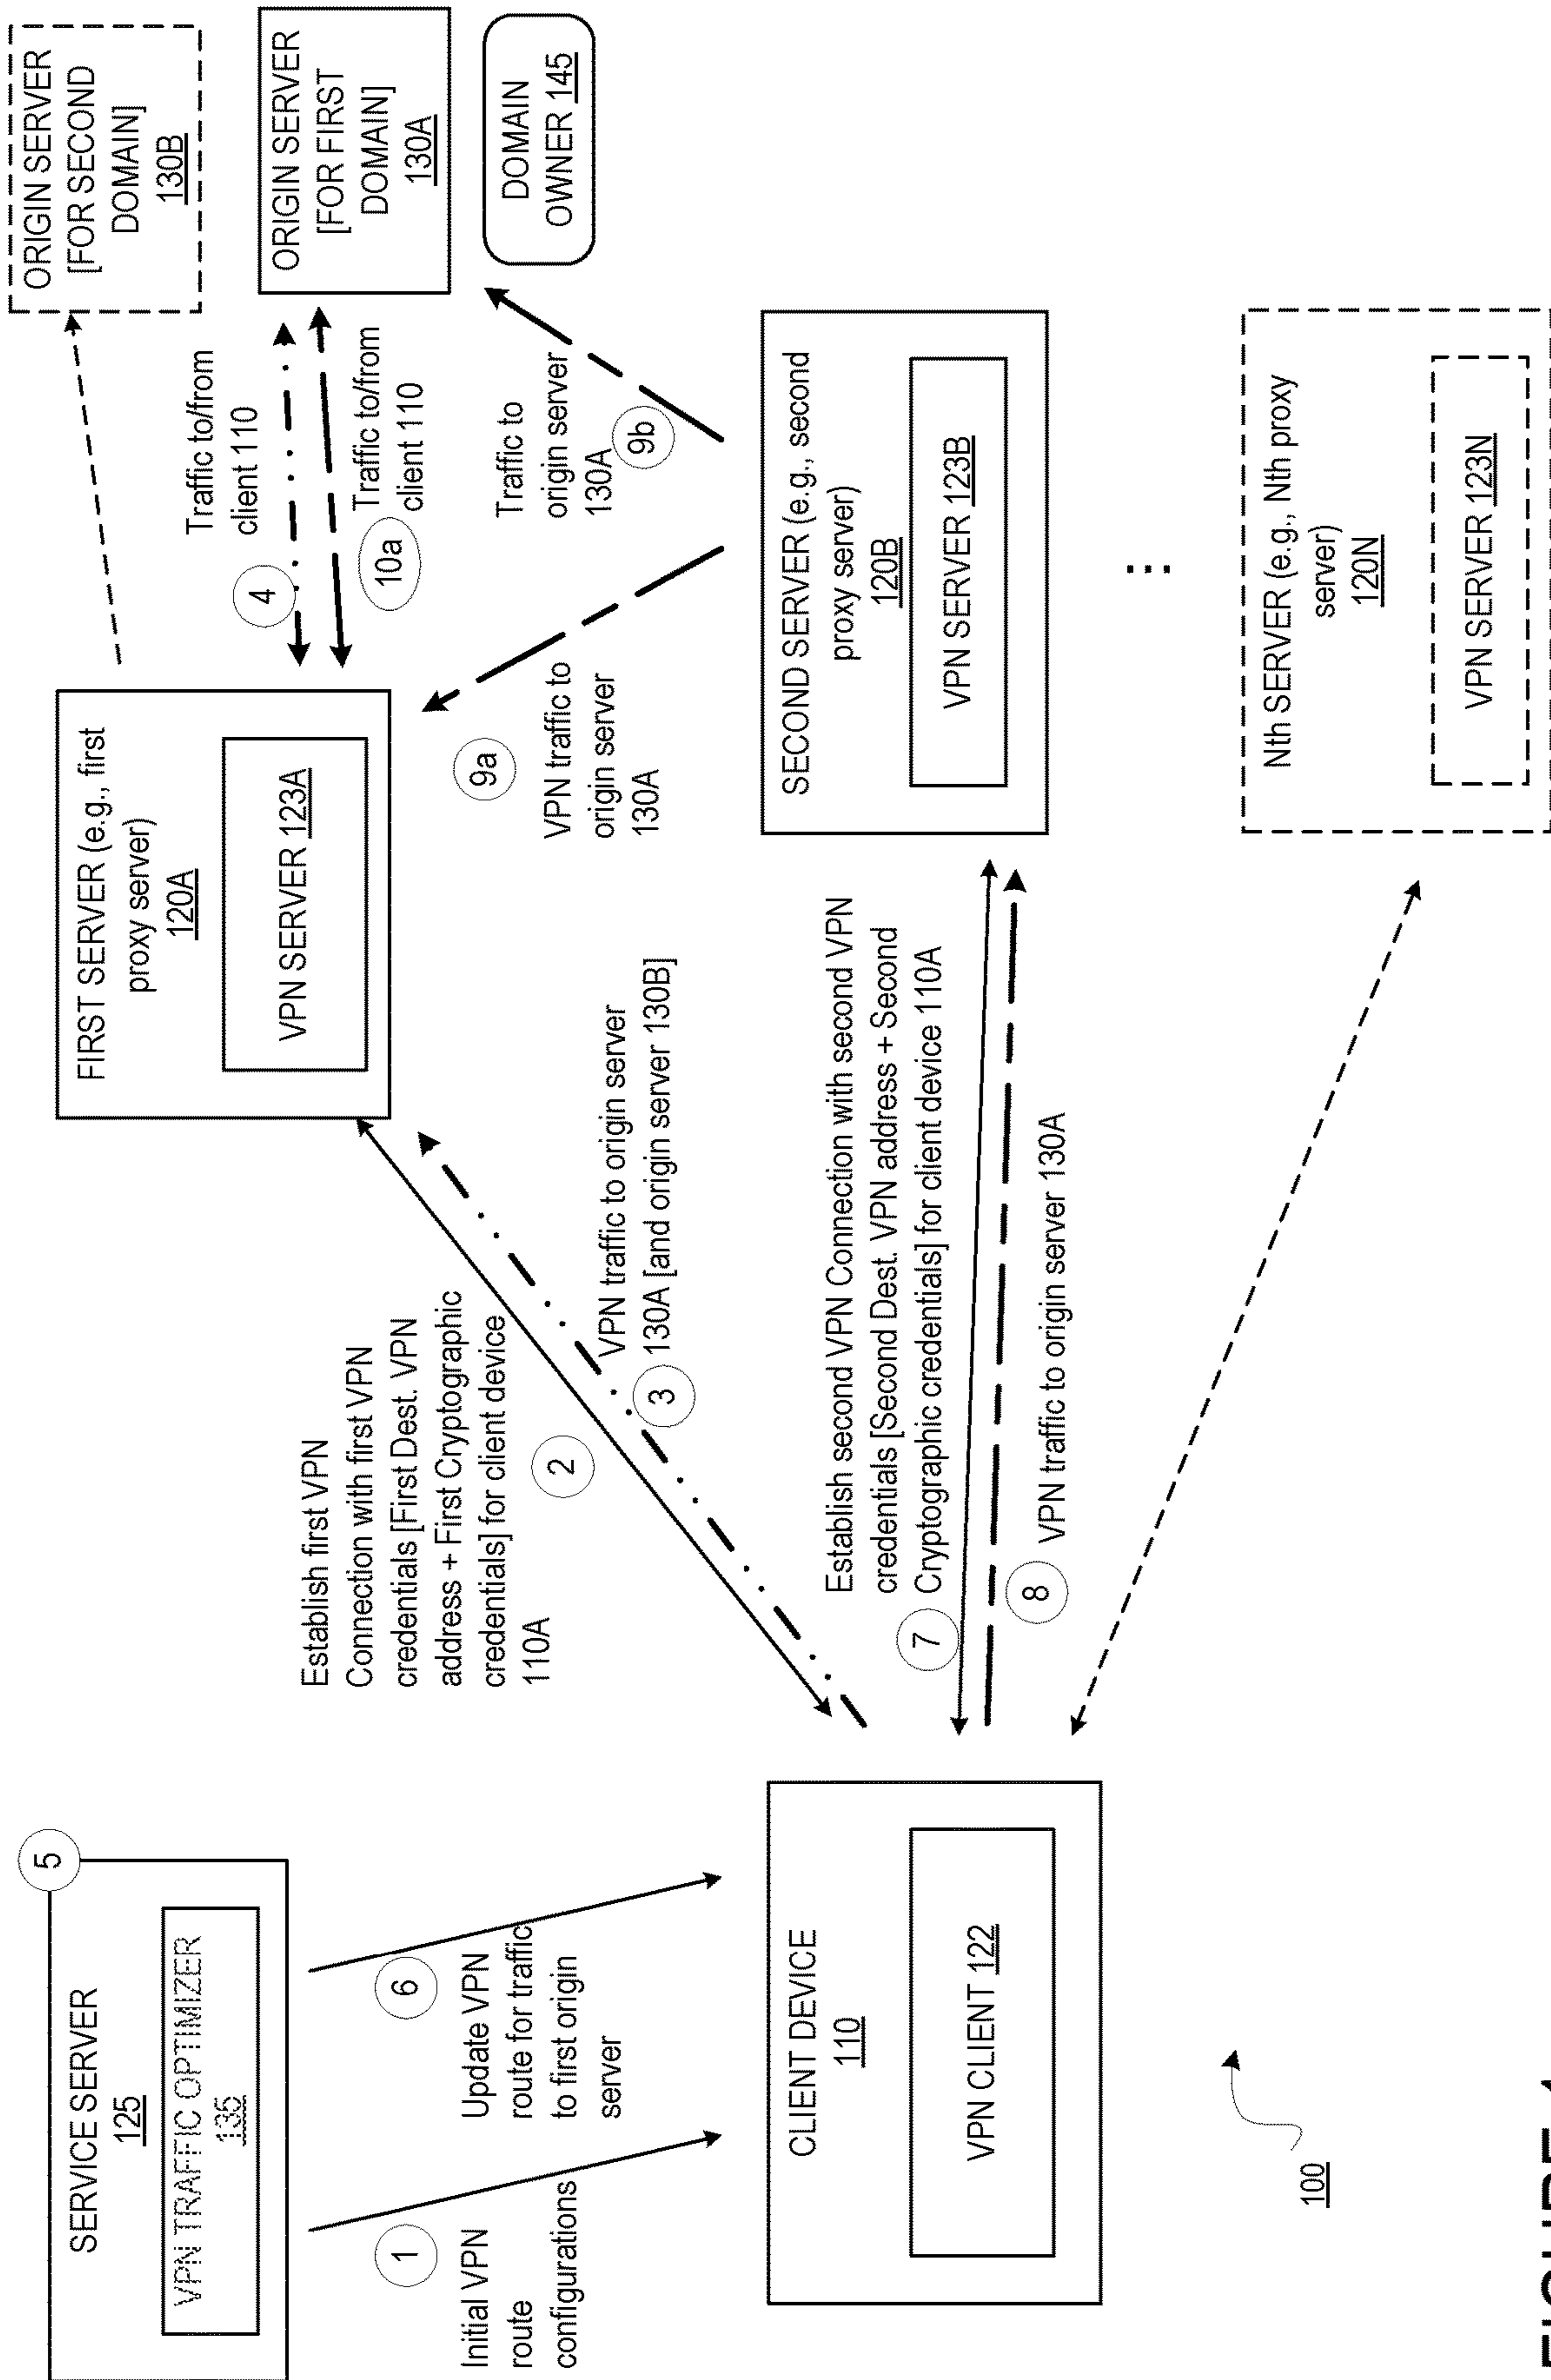 SERVICE SERVER
125
VPN TRAFFIC OPTIMIZER
135
5
1
Initial VPN
route
configurations
6
Update VPN
route for traffic
to first origin
server
CLIENT DEVICE
110
VPN CLIENT 122
100
Establish first VPN
Connection with first VPN
credentials [First Dest. VPN
address + First Cryptographic
credentials] for client device
110A
2
3
VPN traffic to origin server
130A [and origin server 130B]
Establish second VPN Connection with second VPN
credentials [Second Dest. VPN address + Second
Cryptographic credentials] for client device 110A
7
8
VPN traffic to origin server 130A
FIRST SERVER (e.g., first
proxy server)
120A
VPN SERVER 123A
9a
VPN traffic to
origin server
130A
SECOND SERVER (e.g., second
proxy server)
120B
VPN SERVER 123B
...
Nth SERVER (e.g., Nth proxy
server)
120N
VPN SERVER 123N
Traffic to/from
client 110
4
10a
Traffic to/from
client 110
Traffic to
origin server
130A
9b
ORIGIN SERVER
[FOR SECOND
DOMAIN]
130B
ORIGIN SERVER
[FOR FIRST
DOMAIN]
130A
DOMAIN
OWNER 145
FIGURE 1